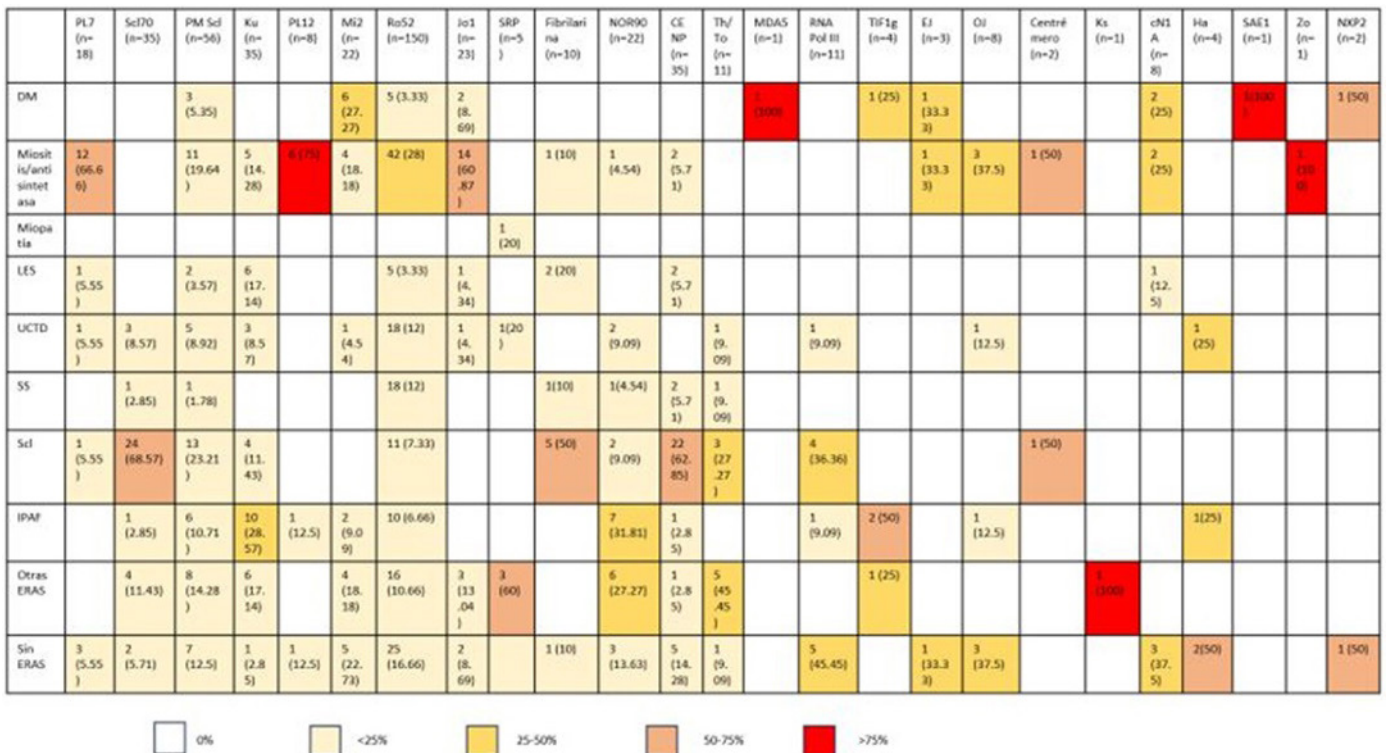 PL7 (n=18) Scl70 (n=35) PM Scl (n=56) Ku (n=35) PL12 (n=8) Mi2 (n=22) Ro52 (n=150) Jo1 (n=23) SRP (n=5) Fibrilarina (n=10) NOR90 (n=22) CENP (n=35) Th/To (n=11) MDA5 (n=1) RNA Pol III (n=11) TIF1g (n=4) EJ (n=3) OJ (n=8) Centrémero (n=2) Ks (n=1) cN1A (n=8) Ha (n=4) SAE1 (n=1) Zo (n=1) NXP2 (n=2)
DM 3 (5.35) 6 (27.27) 5 (3.33) 2 (8.69) 1 (100) 1 (25) 1 (33.33) 2 (25) 1(100) 1 (50)
Miositis/antisintetasa 12 (66.66) 11 (19.64) 5 (14.28) 6 (75) 4 (18.18) 42 (28) 14 (60.87) 1 (10) 1 (4.54) 2 (5.71) 1 (33.33) 3 (37.5) 1 (50) 2 (25) 1 (100)
Miopatia 1 (20)
LES 1 (5.55) 2 (3.57) 6 (17.14) 5 (3.33) 1 (4.34) 2 (20) 2 (5.71) 1 (12.5)
UCTD 1 (5.55) 3 (8.57) 5 (8.92) 3 (8.57) 1 (4.54) 18 (12) 1 (4.34) 1(20) 2 (9.09) 1 (9.09) 1 (9.09) 1 (12.5) 1 (25)
SS 1 (2.85) 1 (1.78) 18 (12) 1(10) 1(4.54) 2 (5.71) 1 (9.09)
Scl 1 (5.55) 24 (68.57) 13 (23.21) 4 (11.43) 11 (7.33) 5 (50) 2 (9.09) 22 (62.85) 3 (27.27) 4 (36.36) 1 (50)
IPAF 1 (2.85) 6 (10.71) 10 (28.57) 1 (12.5) 2 (9.09) 10 (6.66) 7 (31.81) 1 (2.85) 1 (9.09) 2 (50) 1 (12.5) 1(25)
Otras ERAS 4 (11.43) 8 (14.28) 6 (17.14) 4 (18.18) 16 (10.66) 3 (13.04) 3 (60) 6 (27.27) 1 (2.85) 5 (45.45) 1 (25) 1 (100)
Sin ERAS 3 (5.55) 2 (5.71) 7 (12.5) 1 (2.85) 1 (12.5) 5 (22.73) 25 (16.66) 2 (8.69) 1 (10) 3 (13.63) 5 (14.28) 1 (9.09) 5 (45.45) 1 (33.33) 3 (37.5) 3 (37.5) 2(50) 1 (50)
0% <25% 25-50% 50-75% >75%